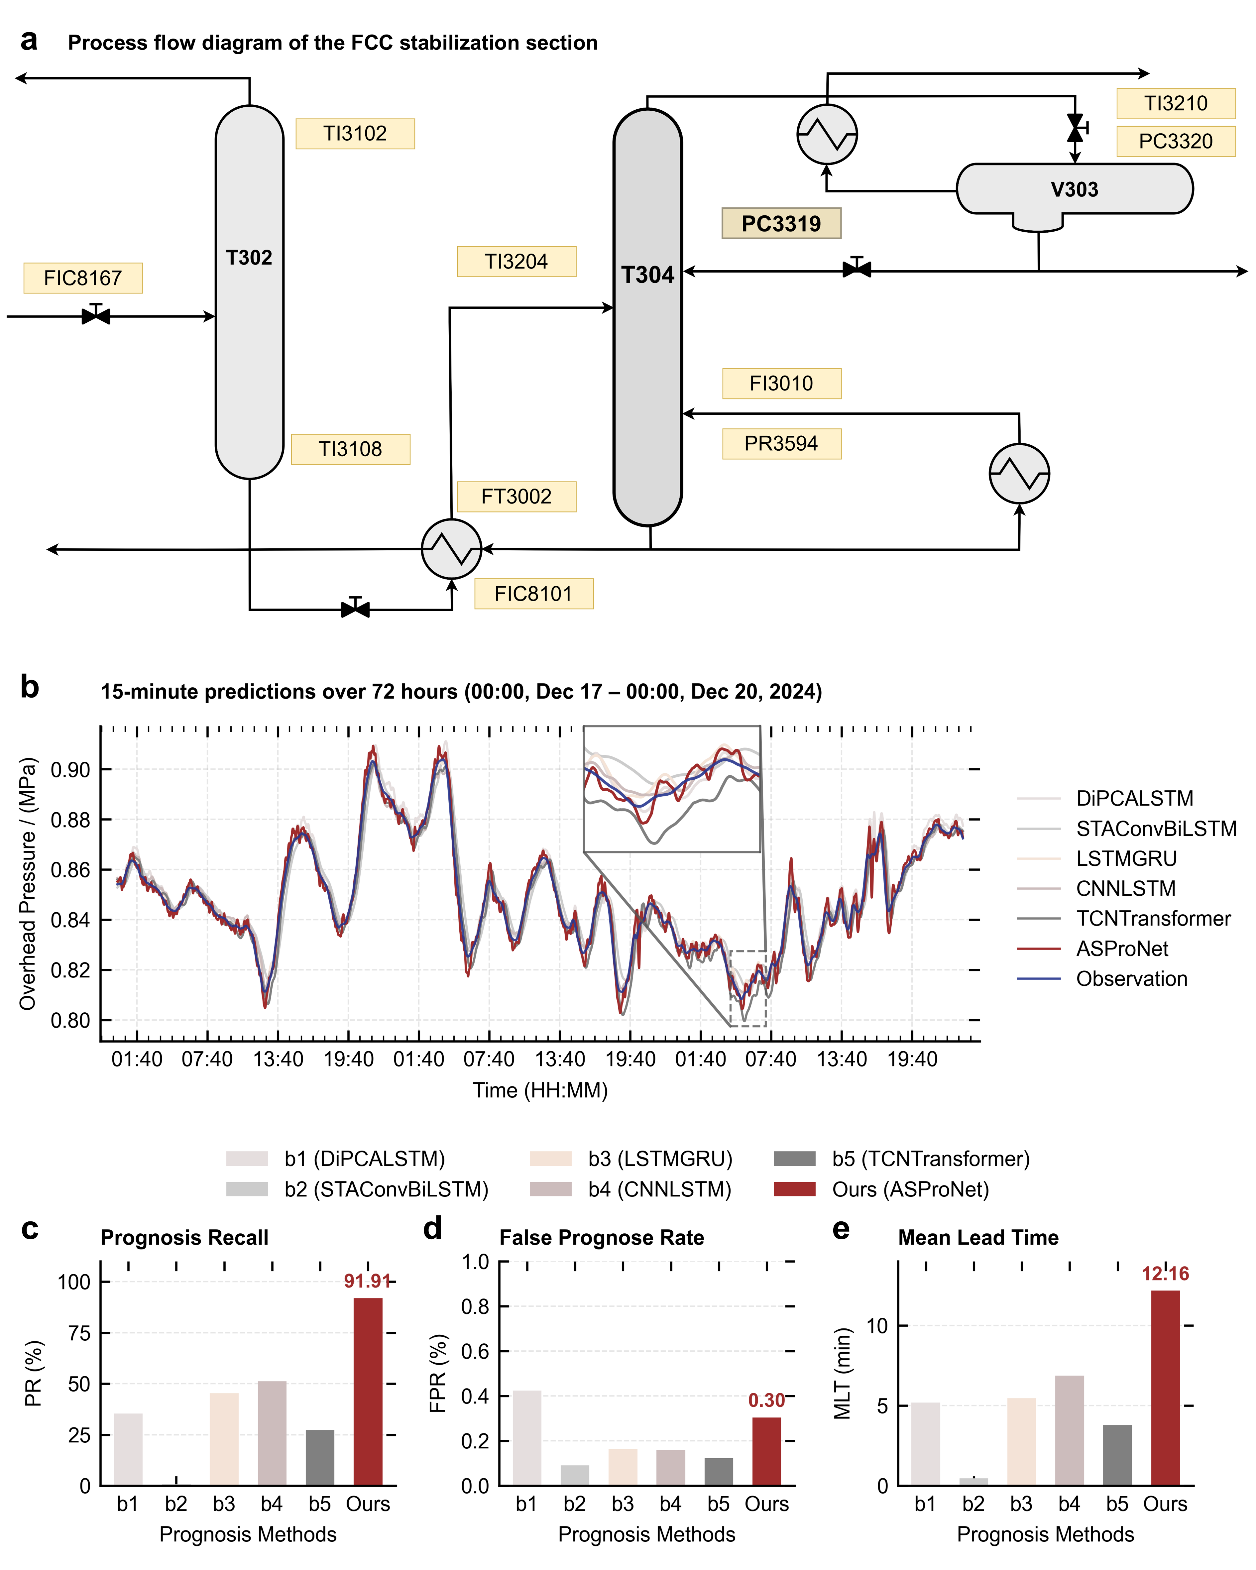 a Process flow diagram of the FCC stabilization section
TI3102
TI3210
PC3320
V303
PC3319
T302
TI3204
T304
FIC8167
FI3010
TI3108
PR3594
FT3002
FIC8101
b 15-minute predictions over 72 hours (00:00, Dec 17 – 00:00, Dec 20, 2024)
Overhead Pressure / (MPa)
0.90
0.88
0.86
0.84
0.82
0.80
01:40 07:40 13:40 19:40 01:40 07:40 13:40 19:40 01:40 07:40 13:40 19:40
Time (HH:MM)
DiPCALSTM
STAConvBiLSTM
LSTMGRU
CNNLSTM
TCNTransformer
ASProNet
Observation
b1 (DiPCALSTM) b3 (LSTMGRU) b5 (TCNTransformer)
b2 (STAConvBiLSTM) b4 (CNNLSTM) Ours (ASProNet)
c Prognosis Recall
PR (%)
100
75
50
25
0
91.91
b1 b2 b3 b4 b5 Ours
Prognosis Methods
d False Prognose Rate
FPR (%)
1.0
0.8
0.6
0.4
0.2
0.0
0.30
b1 b2 b3 b4 b5 Ours
Prognosis Methods
e Mean Lead Time
MLT (min)
10
5
0
12.16
b1 b2 b3 b4 b5 Ours
Prognosis Methods